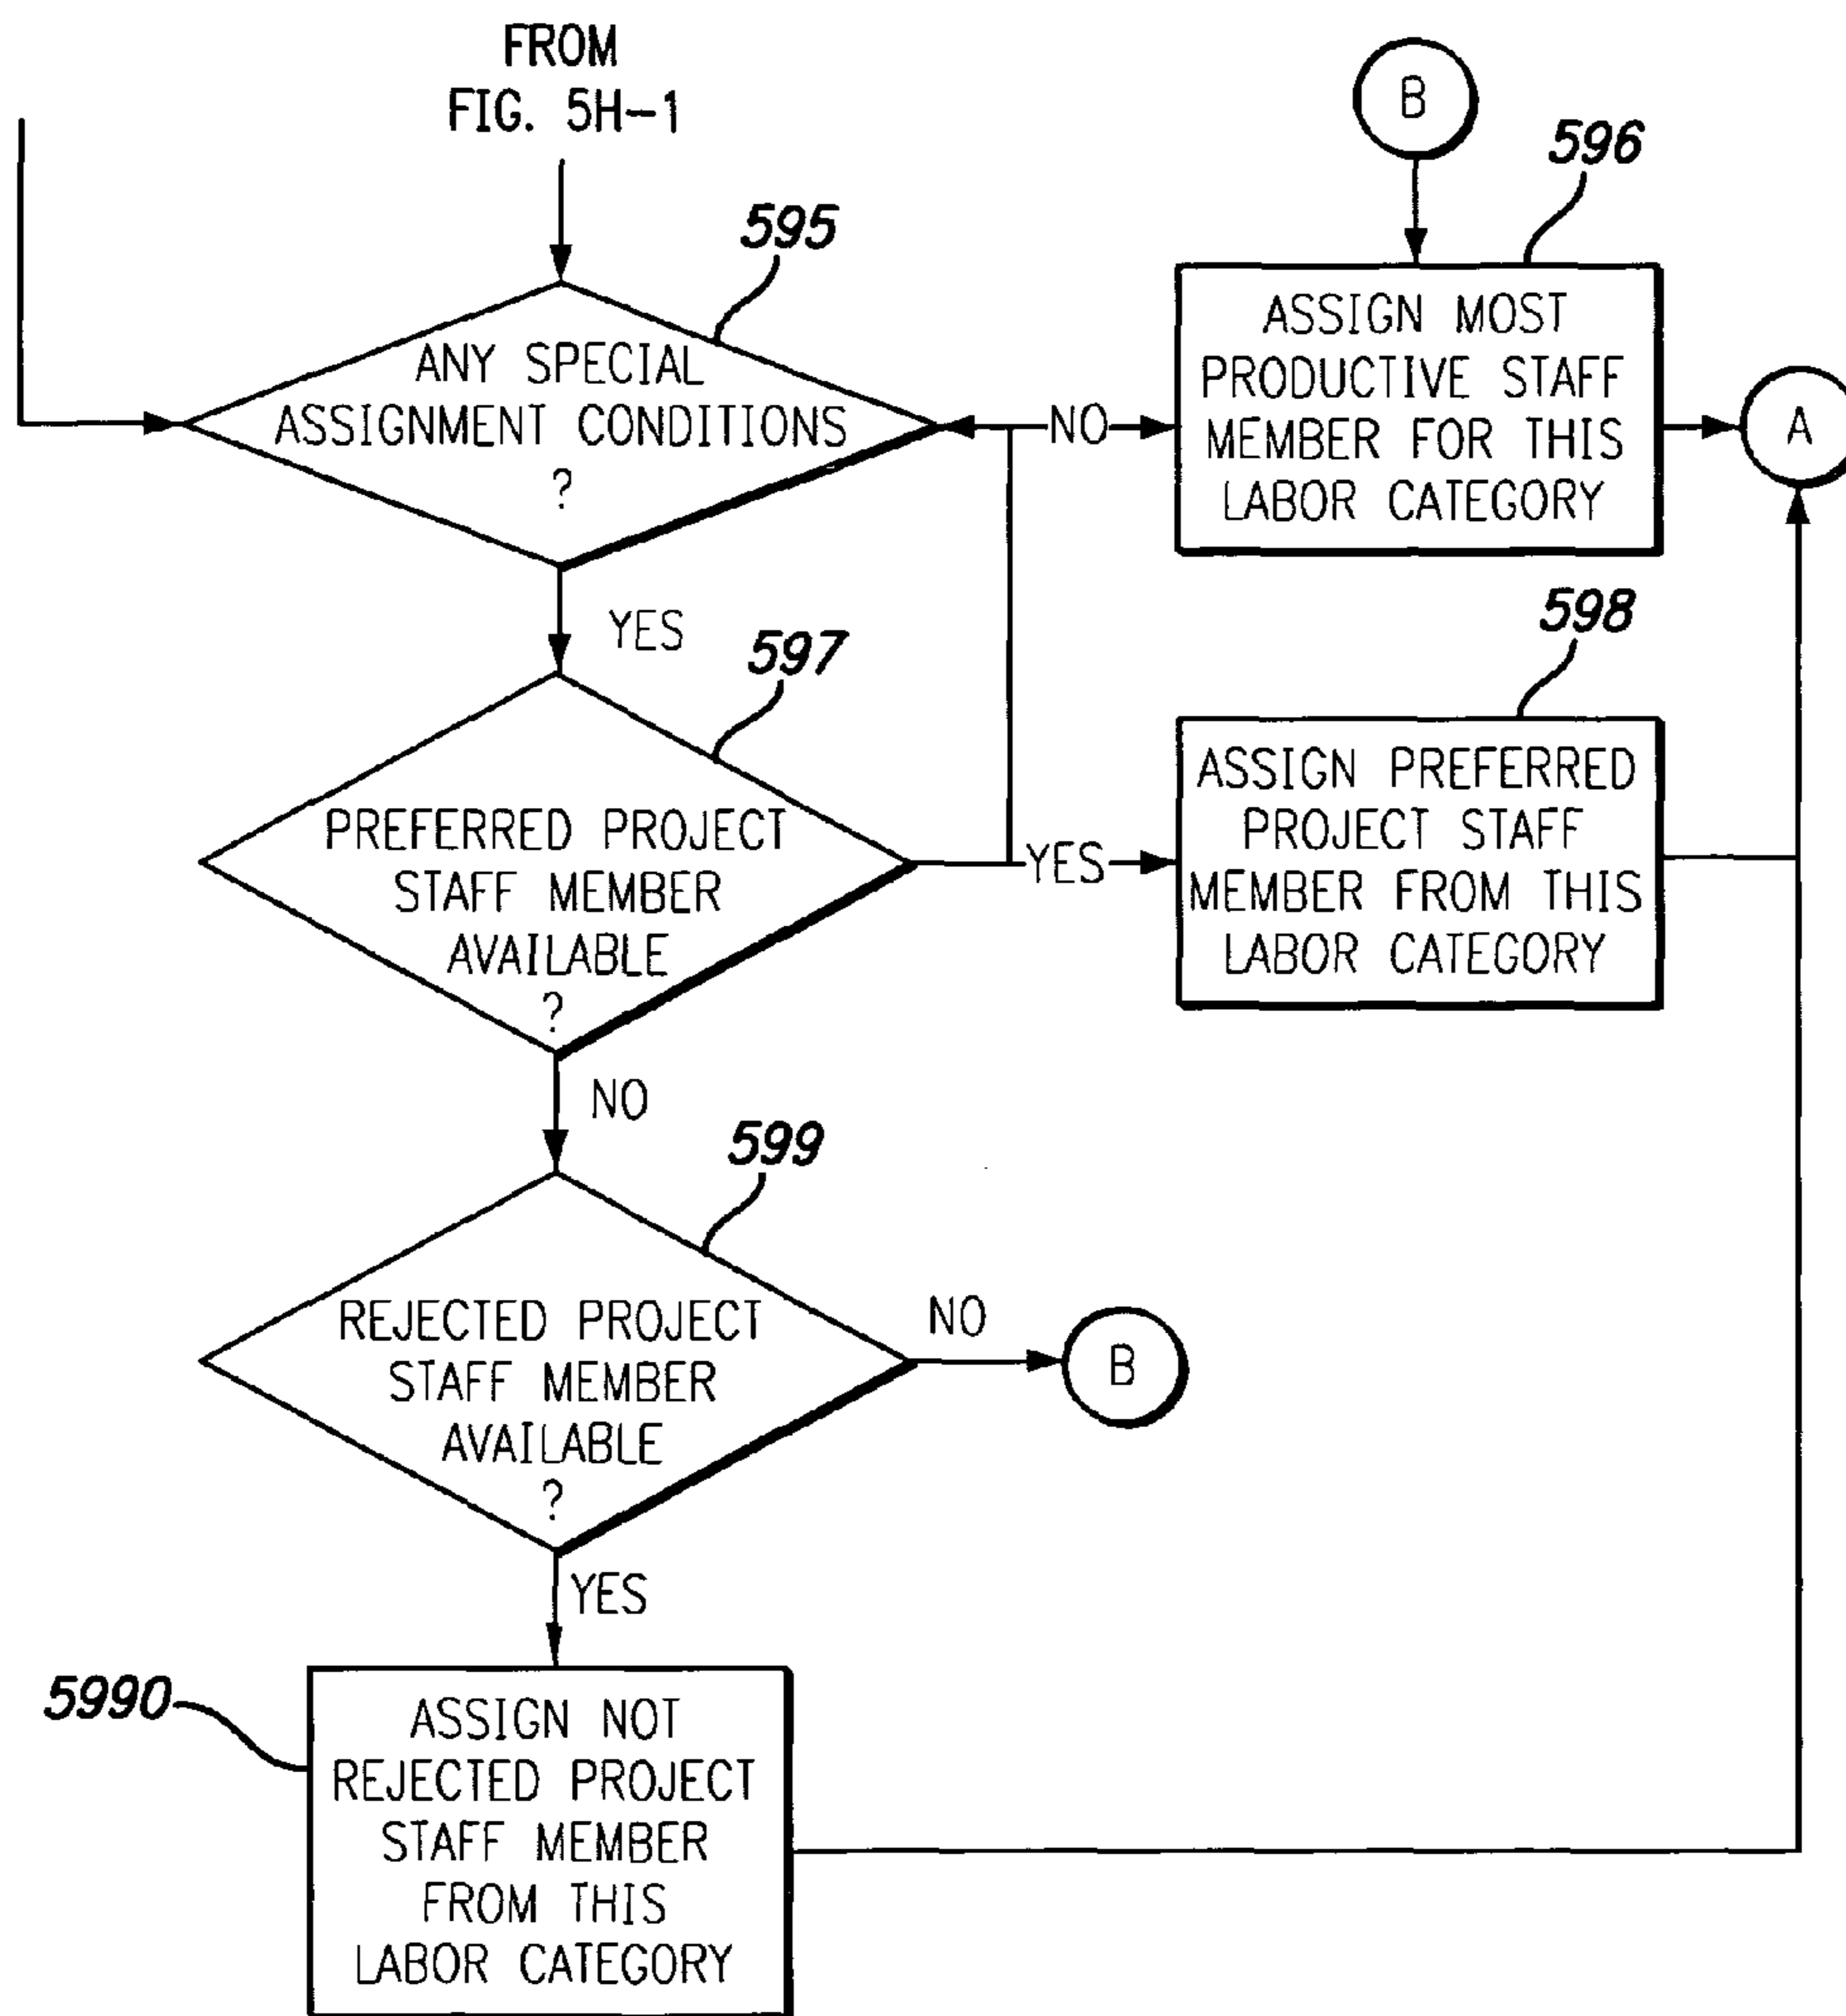 FROM
FIG. 5H-1
B
596
595
ANY SPECIAL
ASSIGNMENT CONDITIONS
?
NO
ASSIGN MOST
PRODUCTIVE STAFF
MEMBER FOR THIS
LABOR CATEGORY
A
YES
597
598
PREFERRED PROJECT
STAFF MEMBER
AVAILABLE
?
YES
ASSIGN PREFERRED
PROJECT STAFF
MEMBER FROM THIS
LABOR CATEGORY
NO
599
REJECTED PROJECT
STAFF MEMBER
AVAILABLE
?
NO
B
YES
5990
ASSIGN NOT
REJECTED PROJECT
STAFF MEMBER
FROM THIS
LABOR CATEGORY